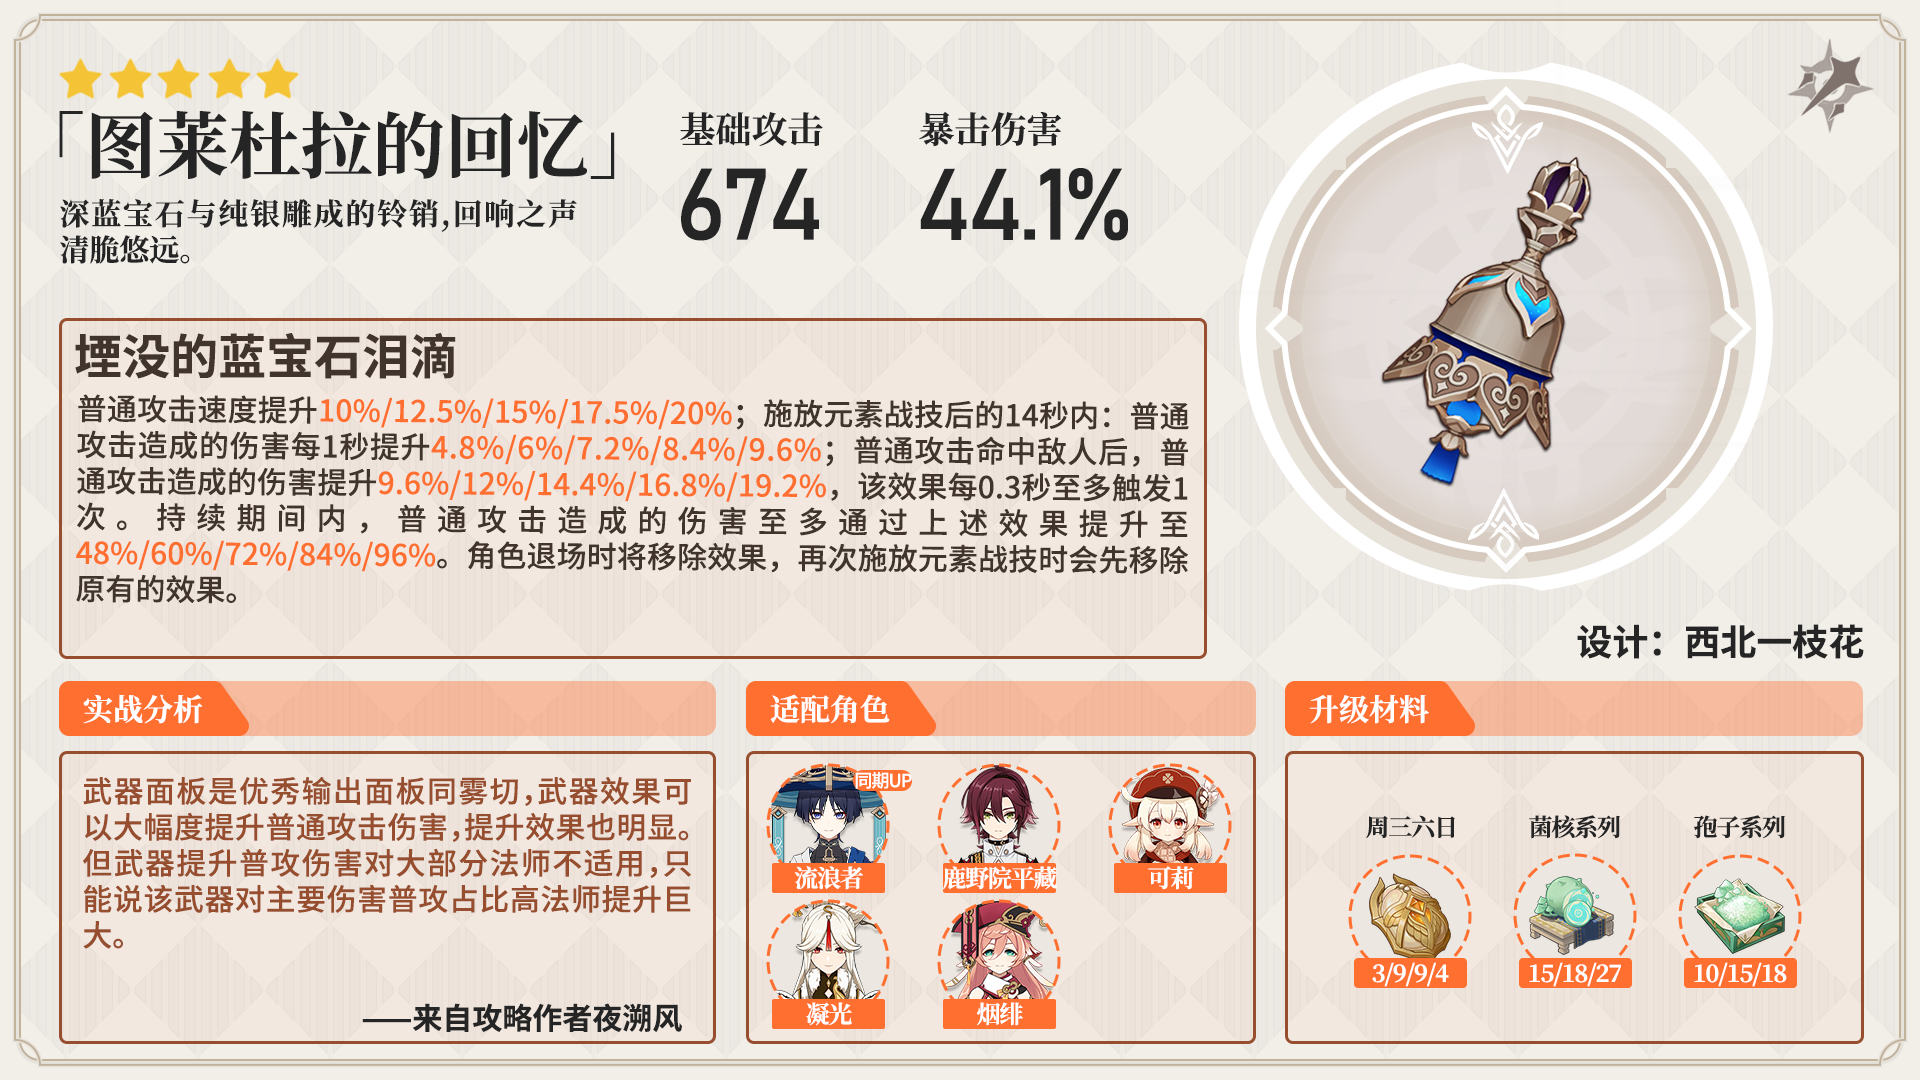 「图莱杜拉的回忆」
深蓝宝石与纯银雕成的铃销,回响之声
清脆悠远。
基础攻击
674
暴击伤害
44.1%
堙没的蓝宝石泪滴
普通攻击速度提升10%/12.5%/15%/17.5%/20%；施放元素战技后的14秒内：普通
攻击造成的伤害每1秒提升4.8%/6%/7.2%/8.4%/9.6%；普通攻击命中敌人后，普
通攻击造成的伤害提升9.6%/12%/14.4%/16.8%/19.2%，该效果每0.3秒至多触发1
次。持续期间内，普通攻击造成的伤害至多通过上述效果提升至
48%/60%/72%/84%/96%。角色退场时将移除效果，再次施放元素战技时会先移除
原有的效果。
设计：西北一枝花
实战分析
武器面板是优秀输出面板同雾切,武器效果可
以大幅度提升普通攻击伤害,提升效果也明显。
但武器提升普攻伤害对大部分法师不适用,只
能说该武器对主要伤害普攻占比高法师提升巨
大。
——来自攻略作者夜溯风
适配角色
同期UP
流浪者
鹿野院平藏
可莉
凝光
烟绯
升级材料
周三六日
菌核系列
孢子系列
3/9/9/4
15/18/27
10/15/18